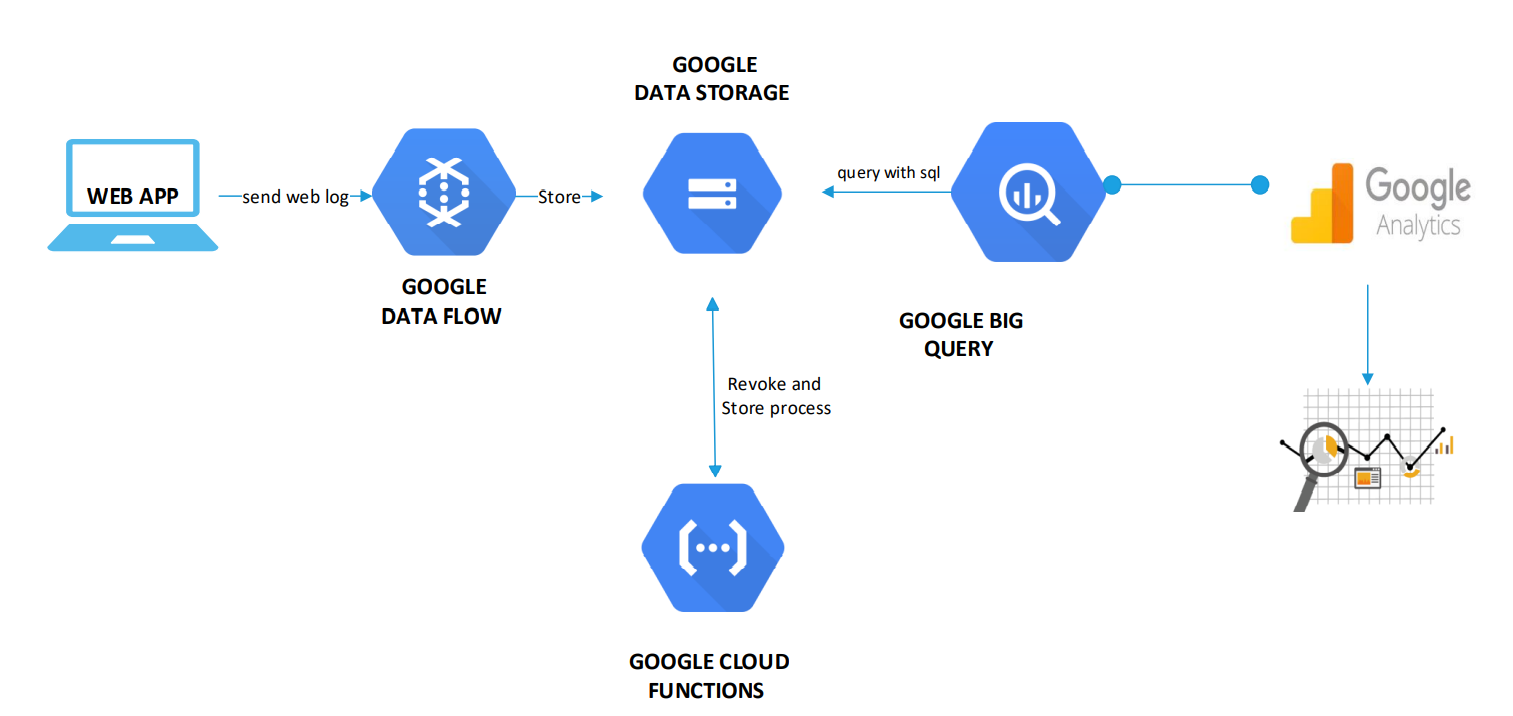 GOOGLE
DATA STORAGE
WEB APP
send web log
Store
query with sql
Google
Analytics
GOOGLE
DATA FLOW
GOOGLE BIG
QUERY
Revoke and
Store process
GOOGLE CLOUD
FUNCTIONS